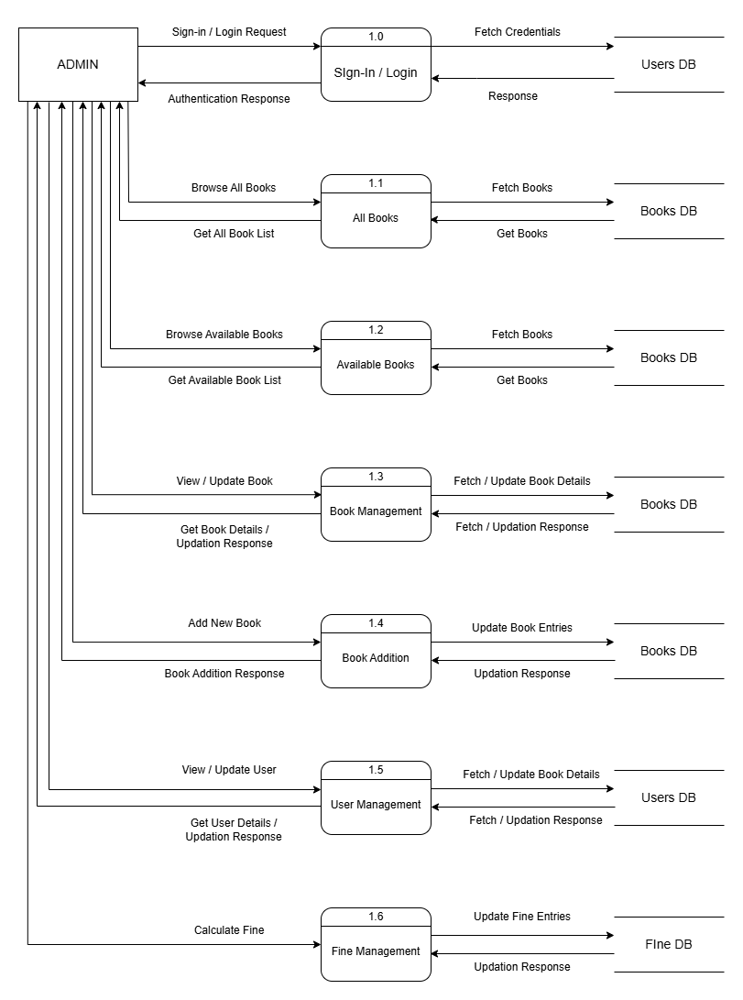 ADMIN
Sign-in / Login Request
1.0
SIgn-In / Login
Fetch Credentials
Users DB
Authentication Response
Response
Browse All Books
1.1
All Books
Fetch Books
Books DB
Get All Book List
Get Books
Browse Available Books
1.2
Available Books
Fetch Books
Books DB
Get Available Book List
Get Books
View / Update Book
1.3
Book Management
Fetch / Update Book Details
Books DB
Get Book Details /
Updation Response
Fetch / Updation Response
Add New Book
1.4
Book Addition
Update Book Entries
Books DB
Book Addition Response
Updation Response
View / Update User
1.5
User Management
Fetch / Update Book Details
Users DB
Get User Details /
Updation Response
Fetch / Updation Response
Calculate Fine
1.6
Fine Management
Update Fine Entries
FIne DB
Updation Response